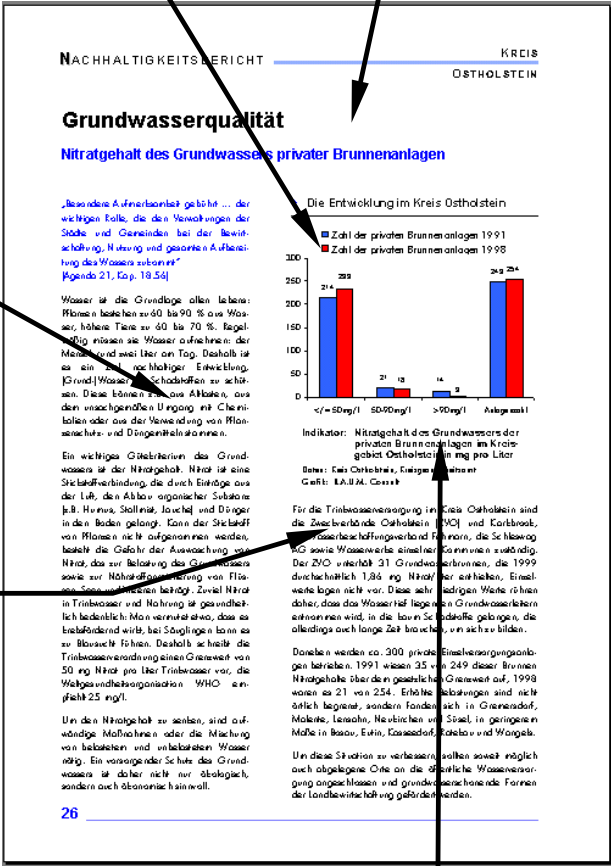 NACHHALTIGKEITSBERICHT
KREIS
OSTHOLSTEIN
Grundwasserqualität
Nitratgehalt des Grundwassers privater Brunnenanlagen
„Besondere Aufmerksamkeit gebührt ... der
wichtigen Rolle, die den Verwaltungen der
Städte und Gemeinden bei der Bewirt-
schaftung, Nutzung und gesamten Aufberei-
tung des Wassers zukommt"
(Agenda 21, Kap. 18.56)
Wasser ist die Grundlage allen Lebens:
Pflanzen bestehen zu 60 bis 90 % aus Was-
ser, höhere Tiere zu 60 bis 70 %. Regel-
mäßig müssen sie Wasser aufnehmen: der
Mensch rund zwei Liter am Tag. Deshalb ist
es ein Ziel nachhaltiger Entwicklung,
(Grund-)Wasser Schadstoffen zu schüt-
zen. Diese können z.B. aus Altlasten, aus
dem unsachgemäßen Umgang mit Chemi-
kalien oder aus der Verwendung von Pflan-
zenschutz- und Düngemitteln stammen.
Ein wichtiges Gütekriterium des Grund-
wassers ist der Nitratgehalt. Nitrat ist eine
Stickstoffverbindung, die durch Einträge aus
der Luft, den Abbau organischer Substanz
(z.B. Humus, Stallmist, Jauche) und Dünger
in den Boden gelangt. Kann der Stickstoff
von Pflanzen nicht aufgenommen werden,
besteht die Gefahr der Auswaschung von
Nitrat, das zur Belastung des Grundwassers
sowie zur Nährstoffanreicherung von Flüs-
sen, Seen und Meeren beiträgt. Zuviel Nitrat
in Trinkwasser und Nahrung ist gesundheit-
lich bedenklich: Man vermutet etwa, dass es
krebsfördernd wirkt, bei Säuglingen kann es
zu Blausucht führen. Deshalb schreibt die
Trinkwasserverordnung einen Grenzwert von
50 mg Nitrat pro Liter Trinkwasser vor, die
Weltgesundheitsorganisation WHO em-
pfiehlt 25 mg/l.
Um den Nitratgehalt zu senken, sind auf-
wändige Maßnahmen oder die Mischung
von belastetem und unbelastetem Wasser
nötig. Ein vorsorgender Schutz des Grund-
wassers ist daher nicht nur ökologisch,
sondern auch ökonomisch sinnvoll.
Die Entwicklung im Kreis Ostholstein
Zahl der privaten Brunnenanlagen 1991
Zahl der privaten Brunnenanlagen 1998
300
250
200
150
100
50
0
214
233
21
18
14
3
249
254
</= 50mg/l
50-90mg/l
>90mg/l
Anlagenzahl
Indikator: Nitratgehalt des Grundwassers der
privaten Brunnenanlagen im Kreis-
gebiet Ostholstein in mg pro Liter
Daten: Kreis Ostholstein, Kreisgesundheitsamt
Grafik: R.A.U.M. Consult
Für die Trinkwasserversorgung im Kreis Ostholstein sind
die Zweckverbände Ostholstein (ZVO) und Karkbrook,
Wasserbeschaffungsverband Fehmarn, die Schleswag
AG sowie Wasserwerke einzelner Kommunen zuständig.
Der ZVO unterhält 31 Grundwasserbrunnen, die 1999
durchschnittlich 1,86 mg Nitrat/Liter enthielten, Einzel-
werte lagen nicht vor. Diese sehr niedrigen Werte rühren
daher, dass das Wasser tief liegenden Grundwasserleitern
entnommen wird, in die kaum Schadstoffe gelangen, die
allerdings auch lange Zeit brauchen, um sich zu bilden.
Daneben werden ca. 300 private Einzelversorgungsanla-
gen betrieben. 1991 wiesen 35 von 249 dieser Brunnen
Nitratgehalte über dem gesetzlichen Grenzwert auf, 1998
waren es 21 von 254. Erhöhte Belastungen sind nicht
örtlich begrenzt, sondern fanden sich in Gremersdorf,
Malente, Lensahn, Neukirchen und Süsel, in geringerem
Maße in Bosau, Eutin, Kasseedorf, Ratekau und Wangels.
Um diese Situation zu verbessern, sollten soweit möglich
auch abgelegene Orte an die öffentliche Wasserversor-
gung angeschlossen und grundwasserschonende Formen
der Landbewirtschaftung gefördert werden.
26